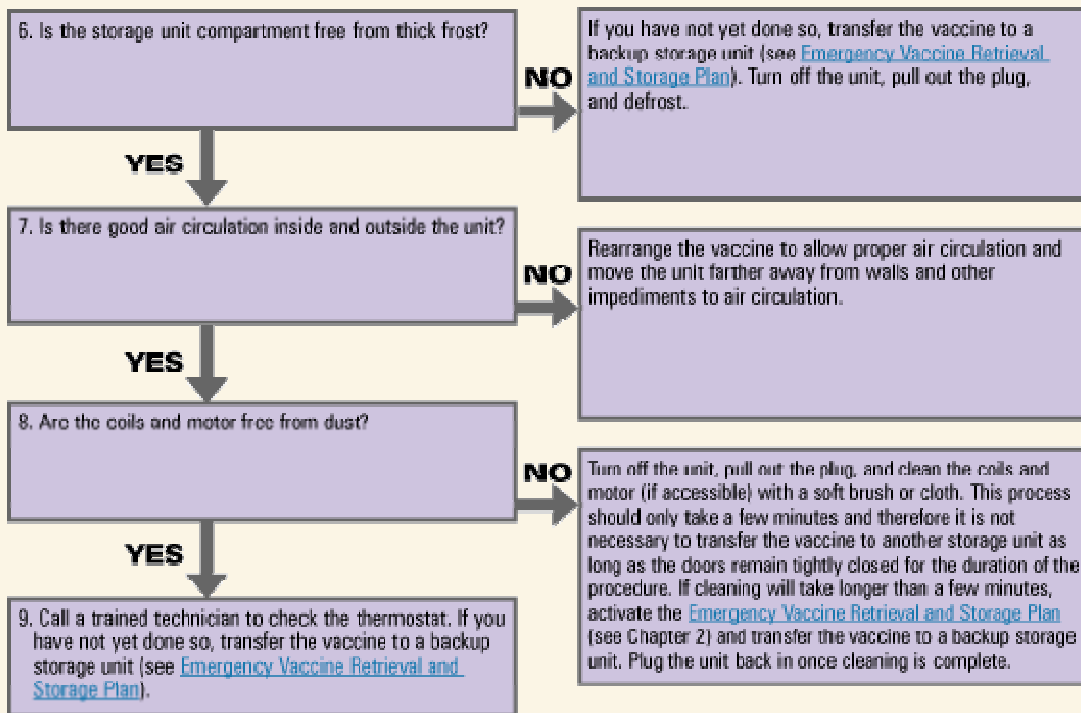 6. Is the storage unit compartment free from thick frost?
NO
If you have not yet done so, transfer the vaccine to a
backup storage unit (see Emergency Vaccine Retrieval
and Storage Plan). Turn off the unit, pull out the plug,
and defrost.
YES
7. Is there good air circulation inside and outside the unit?
NO
Rearrange the vaccine to allow proper air circulation and
move the unit farther away from walls and other
impediments to air circulation.
YES
8. Are the coils and motor free from dust?
NO
Turn off the unit, pull out the plug, and clean the coils and
motor (if accessible) with a soft brush or cloth. This process
should only take a few minutes and therefore it is not
necessary to transfer the vaccine to another storage unit as
long as the doors remain tightly closed for the duration of the
procedure. If cleaning will take longer than a few minutes,
activate the Emergency Vaccine Retrieval and Storage Plan
(see Chapter 2) and transfer the vaccine to a backup storage
unit. Plug the unit back in once cleaning is complete.
YES
9. Call a trained technician to check the thermostat. If you
have not yet done so, transfer the vaccine to a backup
storage unit (see Emergency Vaccine Retrieval and
Storage Plan).